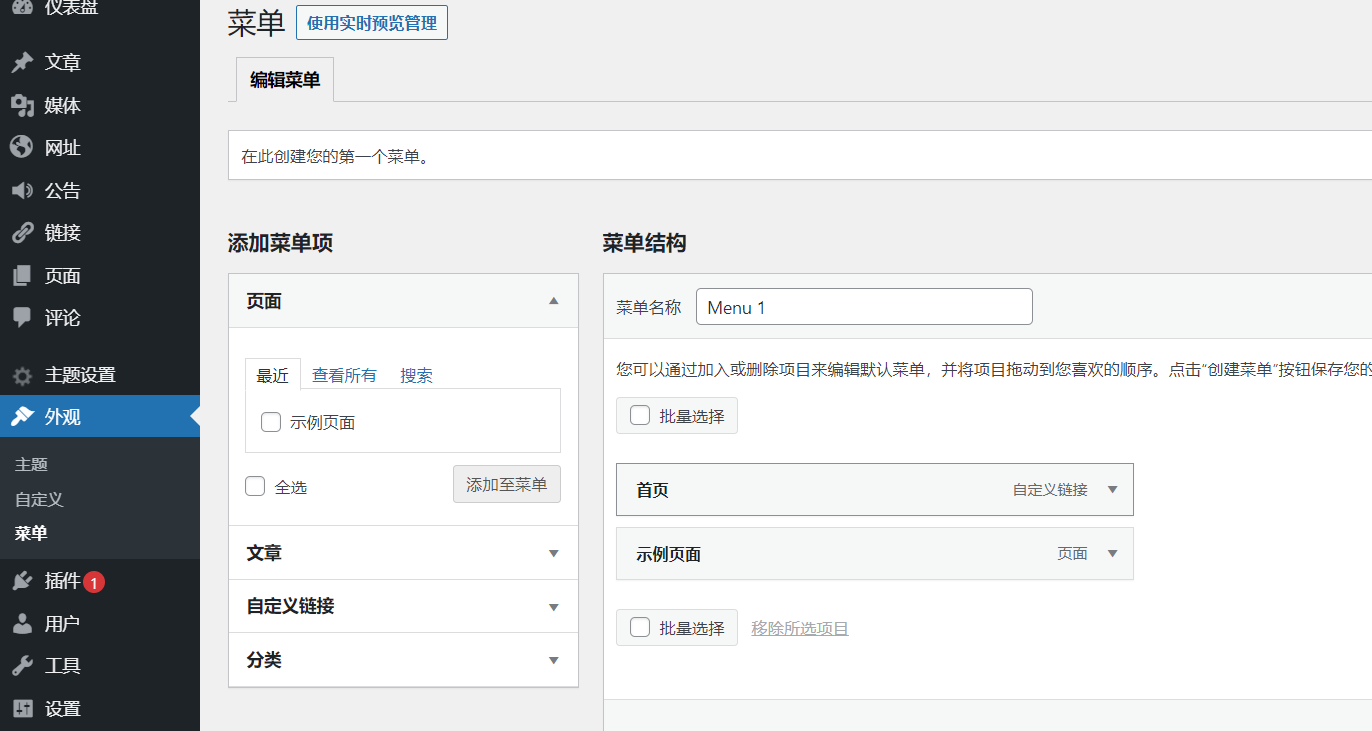 仪表盘
文章
媒体
网址
公告
链接
页面
评论
主题设置
外观
主题
自定义
菜单
插件 1
用户
工具
设置
菜单 使用实时预览管理
编辑菜单
在此创建您的第一个菜单。
添加菜单项
页面
最近 查看所有 搜索
示例页面
全选 添加至菜单
文章
自定义链接
分类
菜单结构
菜单名称 Menu 1
您可以通过加入或删除项目来编辑默认菜单，并将项目拖动到您喜欢的顺序。点击“创建菜单”按钮保存您的
批量选择
首页 自定义链接
示例页面 页面
批量选择 移除所选项目